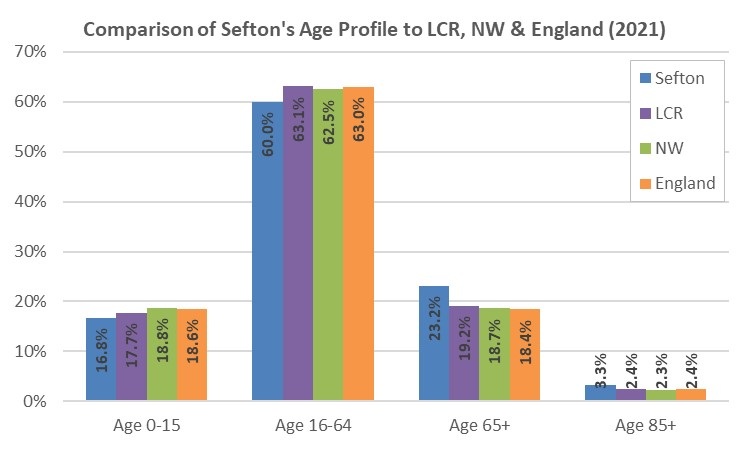 Comparison of Sefton's Age Profile to LCR, NW & England (2021)
70%
60%
50%
40%
30%
20%
10%
0%
Sefton
LCR
NW
England
16.8%
17.7%
18.8%
18.6%
60.0%
63.1%
62.5%
63.0%
23.2%
19.2%
18.7%
18.4%
3.3%
2.4%
2.3%
2.4%
Age 0-15
Age 16-64
Age 65+
Age 85+